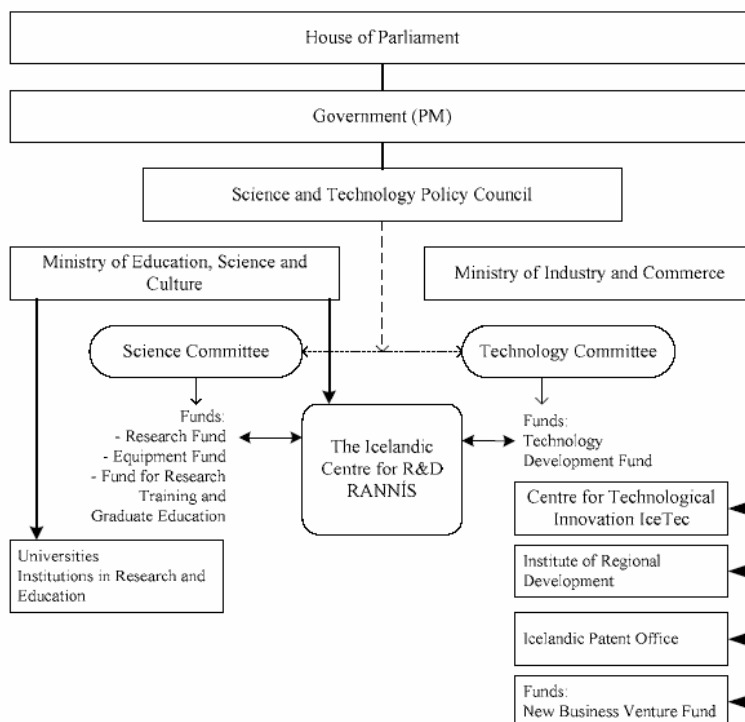 House of Parliament
Government (PM)
Science and Technology Policy Council
Ministry of Education, Science and
Culture
Ministry of Industry and Commerce
Science Committee
Technology Committee
Funds:
- Research Fund
- Equipment Fund
- Fund for Research
Training and
Graduate Education
The Icelandic
Centre for R&D
RANNÍS
Funds:
Technology
Development Fund
Centre for Technological
Innovation IceTec
Universities
Institutions in Research and
Education
Institute of Regional
Development
Icelandic Patent Office
Funds:
New Business Venture Fund